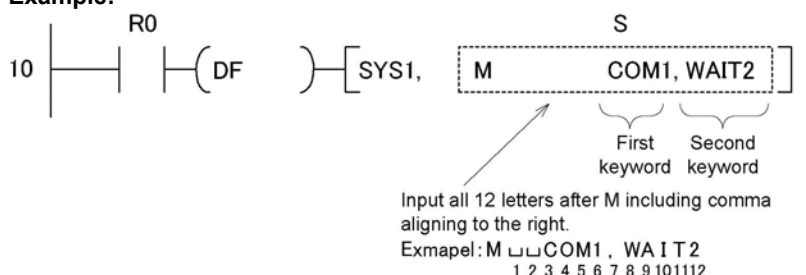 Example:
R0 S
10 DF SYS1, M COM1, WAIT2
First Second
keyword keyword
Input all 12 letters after M including comma
aligning to the right.
Exmapel: M ␣␣COM1, WAIT2
1 2 3 4 5 6 7 8 9 10 11 12